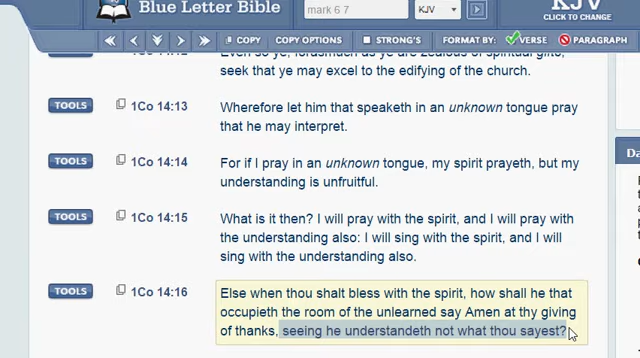 Blue Letter Bible
mark 6 7
KJV
KJV
CLICK TO CHANGE
COPY COPY OPTIONS STRONG'S FORMAT BY: VERSE PARAGRAPH
seek that ye may excel to the edifying of the church.
TOOLS 1Co 14:13 Wherefore let him that speaketh in an unknown tongue pray
that he may interpret.
TOOLS 1Co 14:14 For if I pray in an unknown tongue, my spirit prayeth, but my
understanding is unfruitful.
TOOLS 1Co 14:15 What is it then? I will pray with the spirit, and I will pray with
the understanding also: I will sing with the spirit, and I will
sing with the understanding also.
TOOLS 1Co 14:16 Else when thou shalt bless with the spirit, how shall he that
occupieth the room of the unlearned say Amen at thy giving
of thanks, seeing he understandeth not what thou sayest?